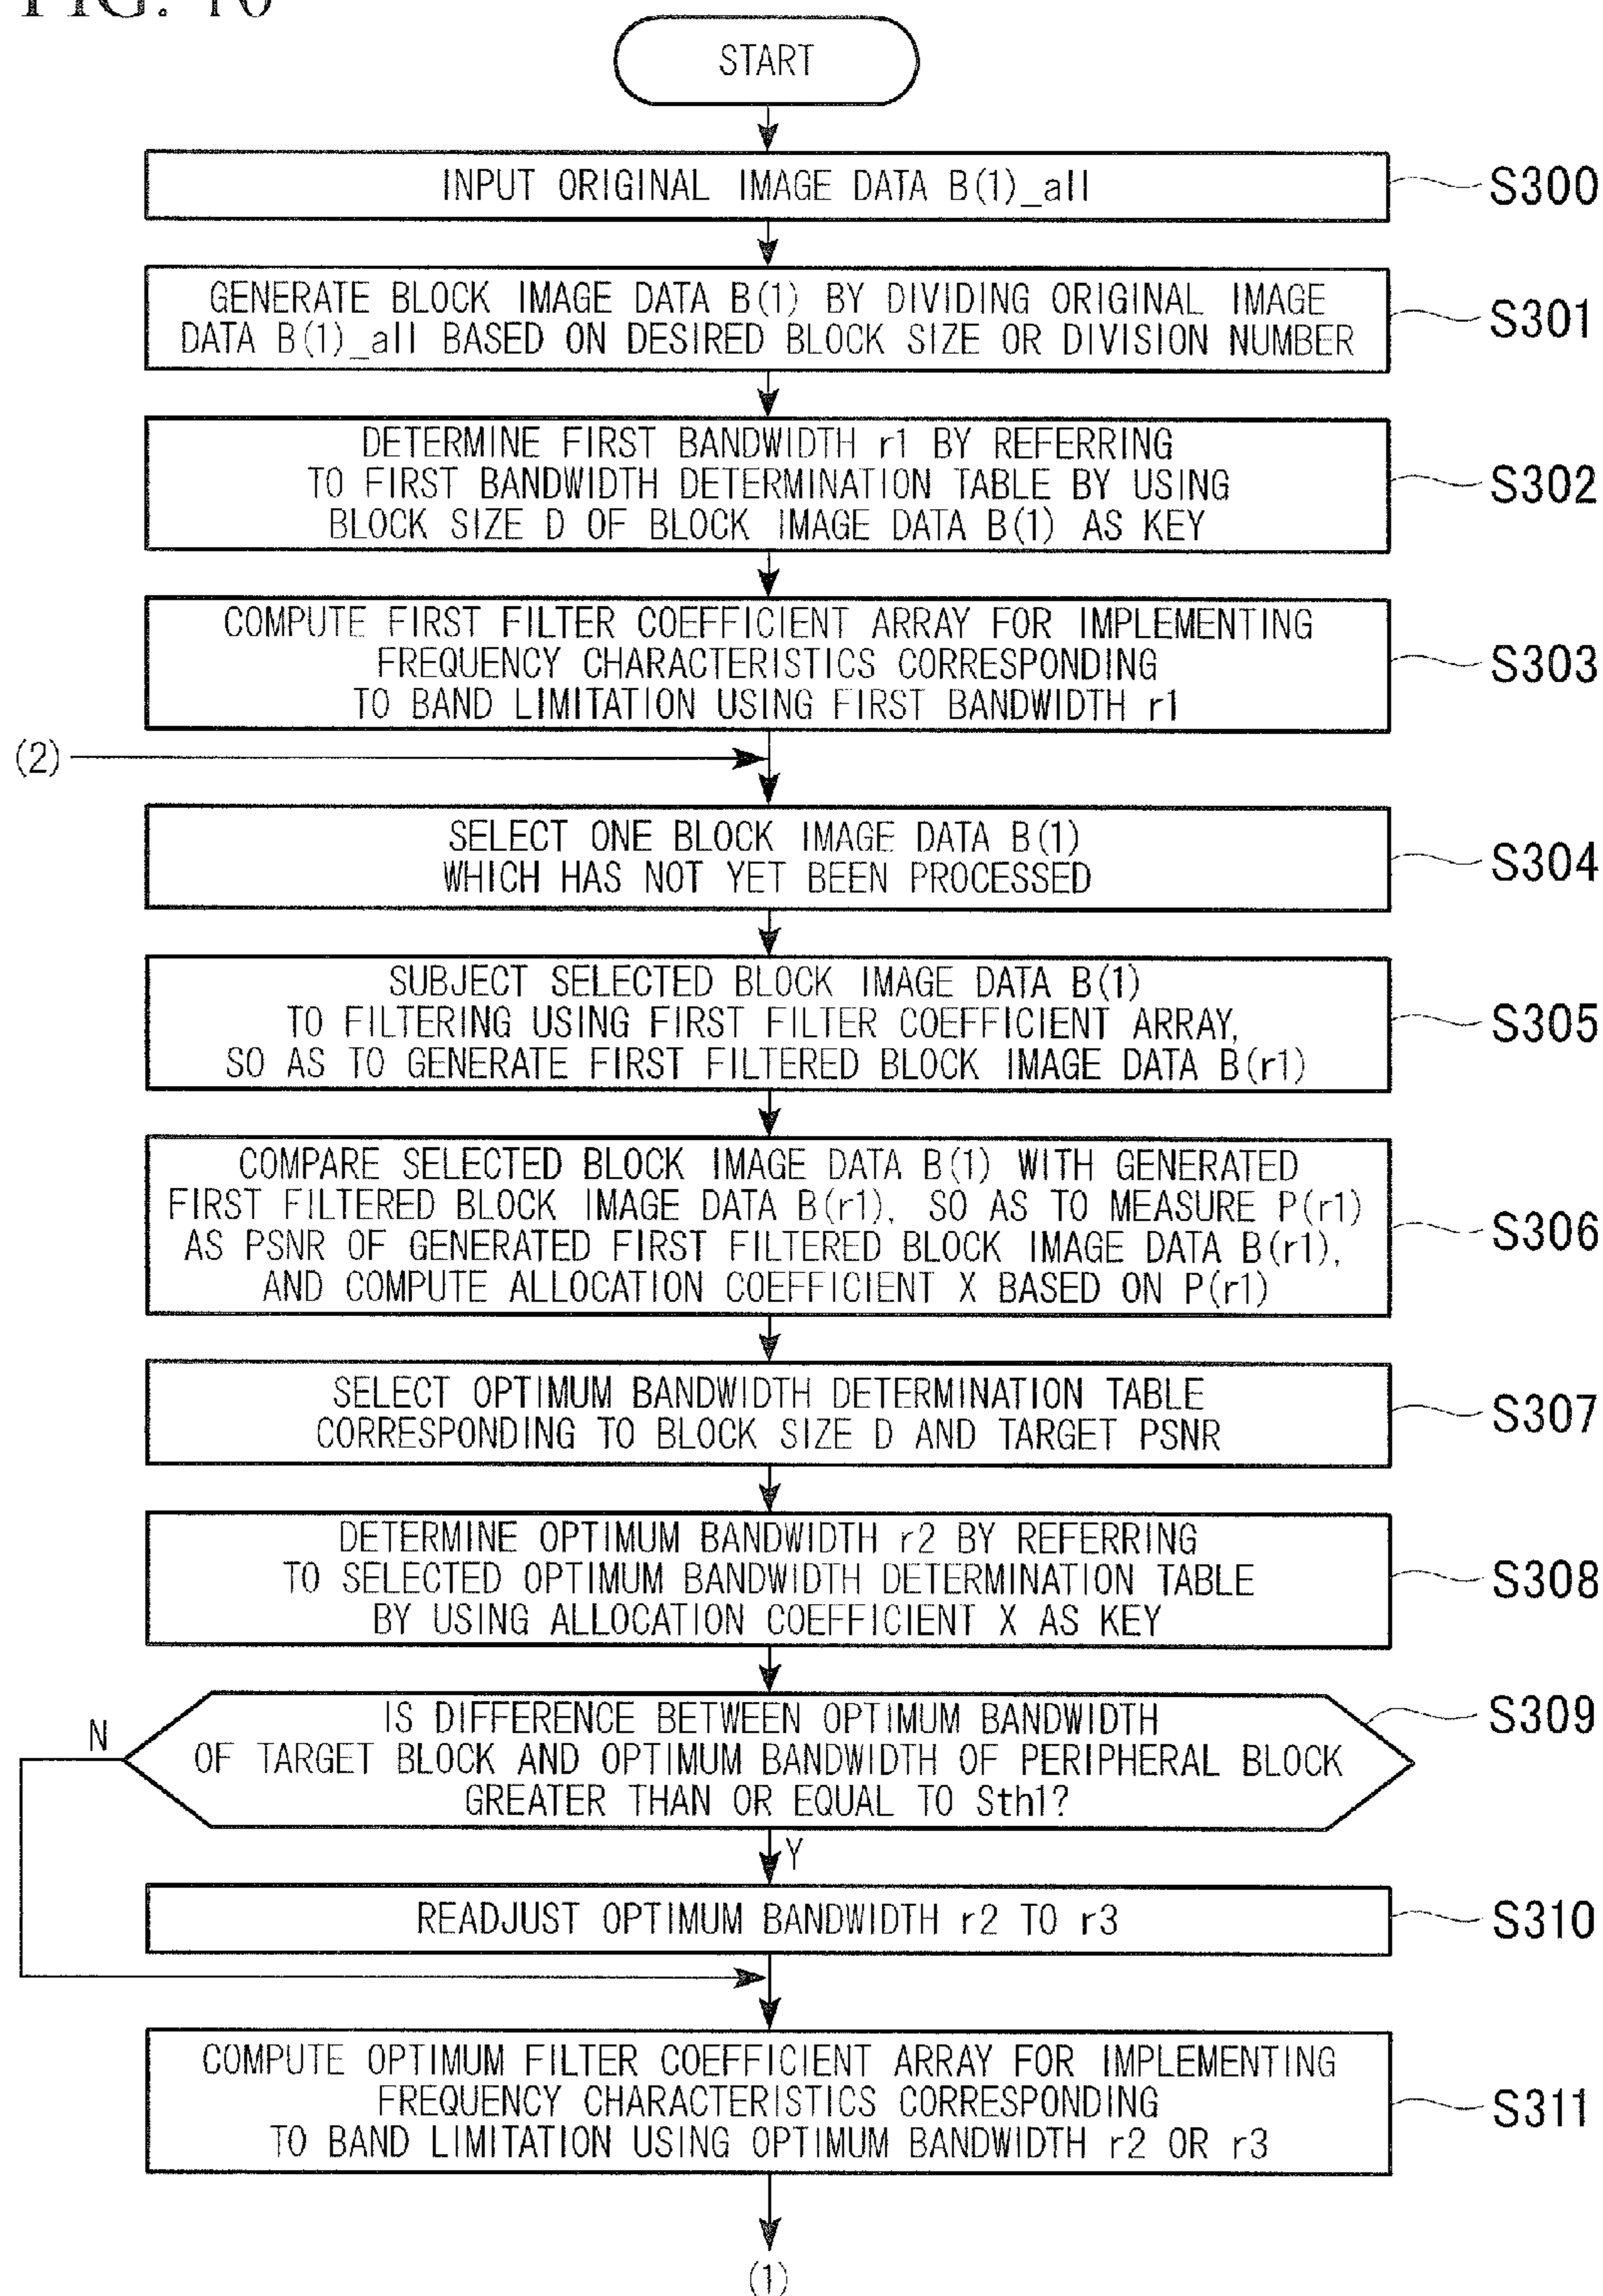 FIG. 16
START
INPUT ORIGINAL IMAGE DATA B(1)_all
S300
GENERATE BLOCK IMAGE DATA B(1) BY DIVIDING ORIGINAL IMAGE
DATA B(1)_all BASED ON DESIRED BLOCK SIZE OR DIVISION NUMBER
S301
DETERMINE FIRST BANDWIDTH r1 BY REFERRING
TO FIRST BANDWIDTH DETERMINATION TABLE BY USING
BLOCK SIZE D OF BLOCK IMAGE DATA B(1) AS KEY
S302
COMPUTE FIRST FILTER COEFFICIENT ARRAY FOR IMPLEMENTING
FREQUENCY CHARACTERISTICS CORRESPONDING
TO BAND LIMITATION USING FIRST BANDWIDTH r1
S303
(2)
SELECT ONE BLOCK IMAGE DATA B(1)
WHICH HAS NOT YET BEEN PROCESSED
S304
SUBJECT SELECTED BLOCK IMAGE DATA B(1)
TO FILTERING USING FIRST FILTER COEFFICIENT ARRAY,
SO AS TO GENERATE FIRST FILTERED BLOCK IMAGE DATA B(r1)
S305
COMPARE SELECTED BLOCK IMAGE DATA B(1) WITH GENERATED
FIRST FILTERED BLOCK IMAGE DATA B(r1), SO AS TO MEASURE P(r1)
AS PSNR OF GENERATED FIRST FILTERED BLOCK IMAGE DATA B(r1),
AND COMPUTE ALLOCATION COEFFICIENT X BASED ON P(r1)
S306
SELECT OPTIMUM BANDWIDTH DETERMINATION TABLE
CORRESPONDING TO BLOCK SIZE D AND TARGET PSNR
S307
DETERMINE OPTIMUM BANDWIDTH r2 BY REFERRING
TO SELECTED OPTIMUM BANDWIDTH DETERMINATION TABLE
BY USING ALLOCATION COEFFICIENT X AS KEY
S308
IS DIFFERENCE BETWEEN OPTIMUM BANDWIDTH
OF TARGET BLOCK AND OPTIMUM BANDWIDTH OF PERIPHERAL BLOCK
GREATER THAN OR EQUAL TO Sth1?
S309
N
Y
READJUST OPTIMUM BANDWIDTH r2 TO r3
S310
COMPUTE OPTIMUM FILTER COEFFICIENT ARRAY FOR IMPLEMENTING
FREQUENCY CHARACTERISTICS CORRESPONDING
TO BAND LIMITATION USING OPTIMUM BANDWIDTH r2 OR r3
S311
(1)